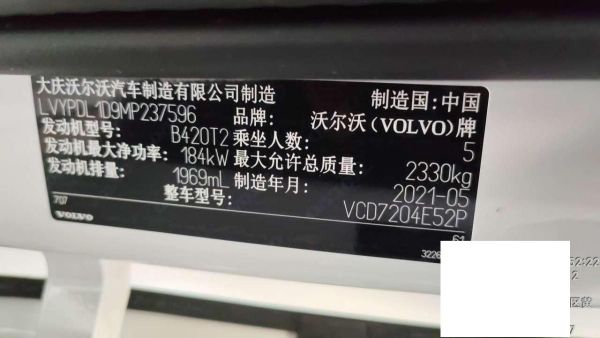 大庆沃尔沃汽车制造有限公司制造 制造国:中国
LVYPDL1D9MP237596 品牌: 沃尔沃(VOLVO)牌
发动机型号: B420T2 乘坐人数: 5
发动机最大净功率: 184kW 最大允许总质量: 2330kg
发动机排量: 1969mL 制造年月: 2021-05
整车型号: VCD7204E52P
707 61
VOLVO 3226
52:22
2
7